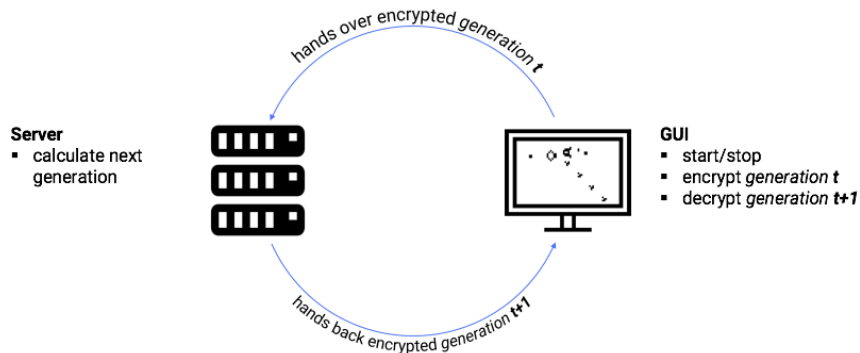 hands over encrypted generation t
Server
▪ calculate next
generation
GUI
▪ start/stop
▪ encrypt generation t
▪ decrypt generation t+1
hands back encrypted generation t+1